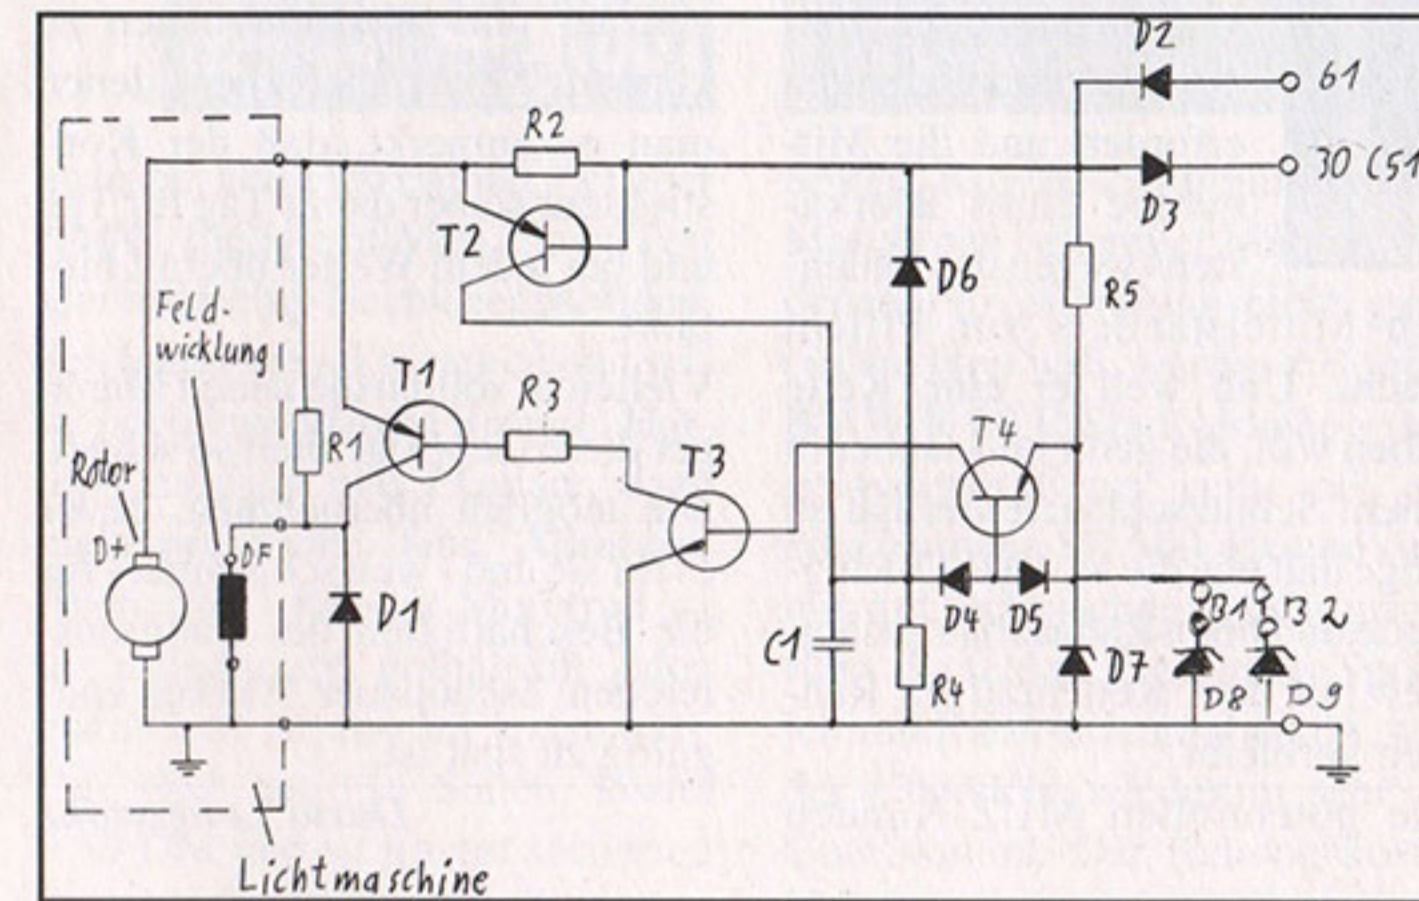 D2
61
R2
30 (51
D3
T2
D6
R5
Feld-
wicklung
T1
R3
T4
R1
T3
Rotor
D+
DF
D1
D4 D5
B1 B2
C1
R4
D7
D8 D9
Lichtmaschine